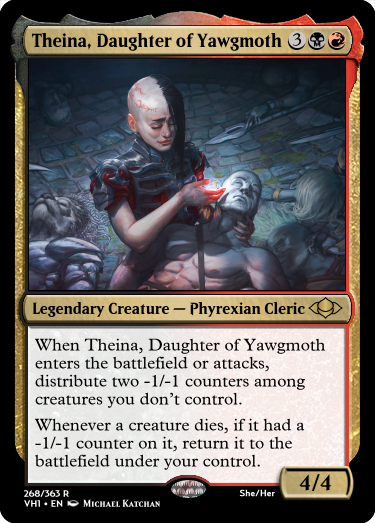 Theina, Daughter of Yawgmoth 3
Legendary Creature — Phyrexian Cleric
When Theina, Daughter of Yawgmoth
enters the battlefield or attacks,
distribute two -1/-1 counters among
creatures you don't control.
Whenever a creature dies, if it had a
-1/-1 counter on it, return it to the
battlefield under your control.
4/4
268/363 R
VH1 • EN Michael Katchan
She/Her